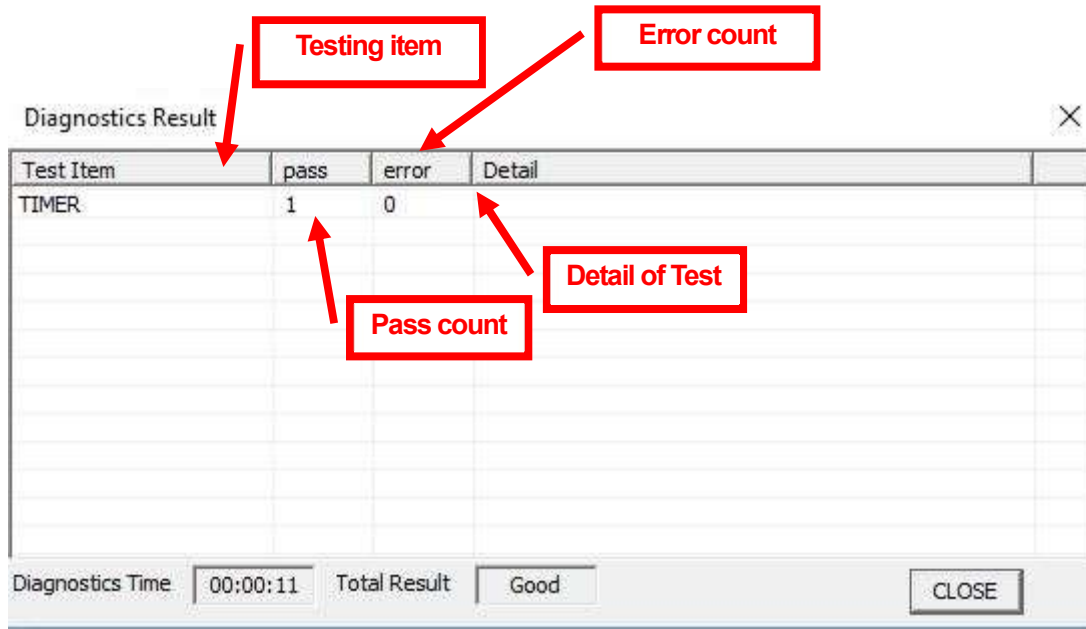 Testing item
Error count
Diagnostics Result
Test Item pass error Detail
TIMER 1 0
Detail of Test
Pass count
Diagnostics Time 00:00:11 Total Result Good CLOSE